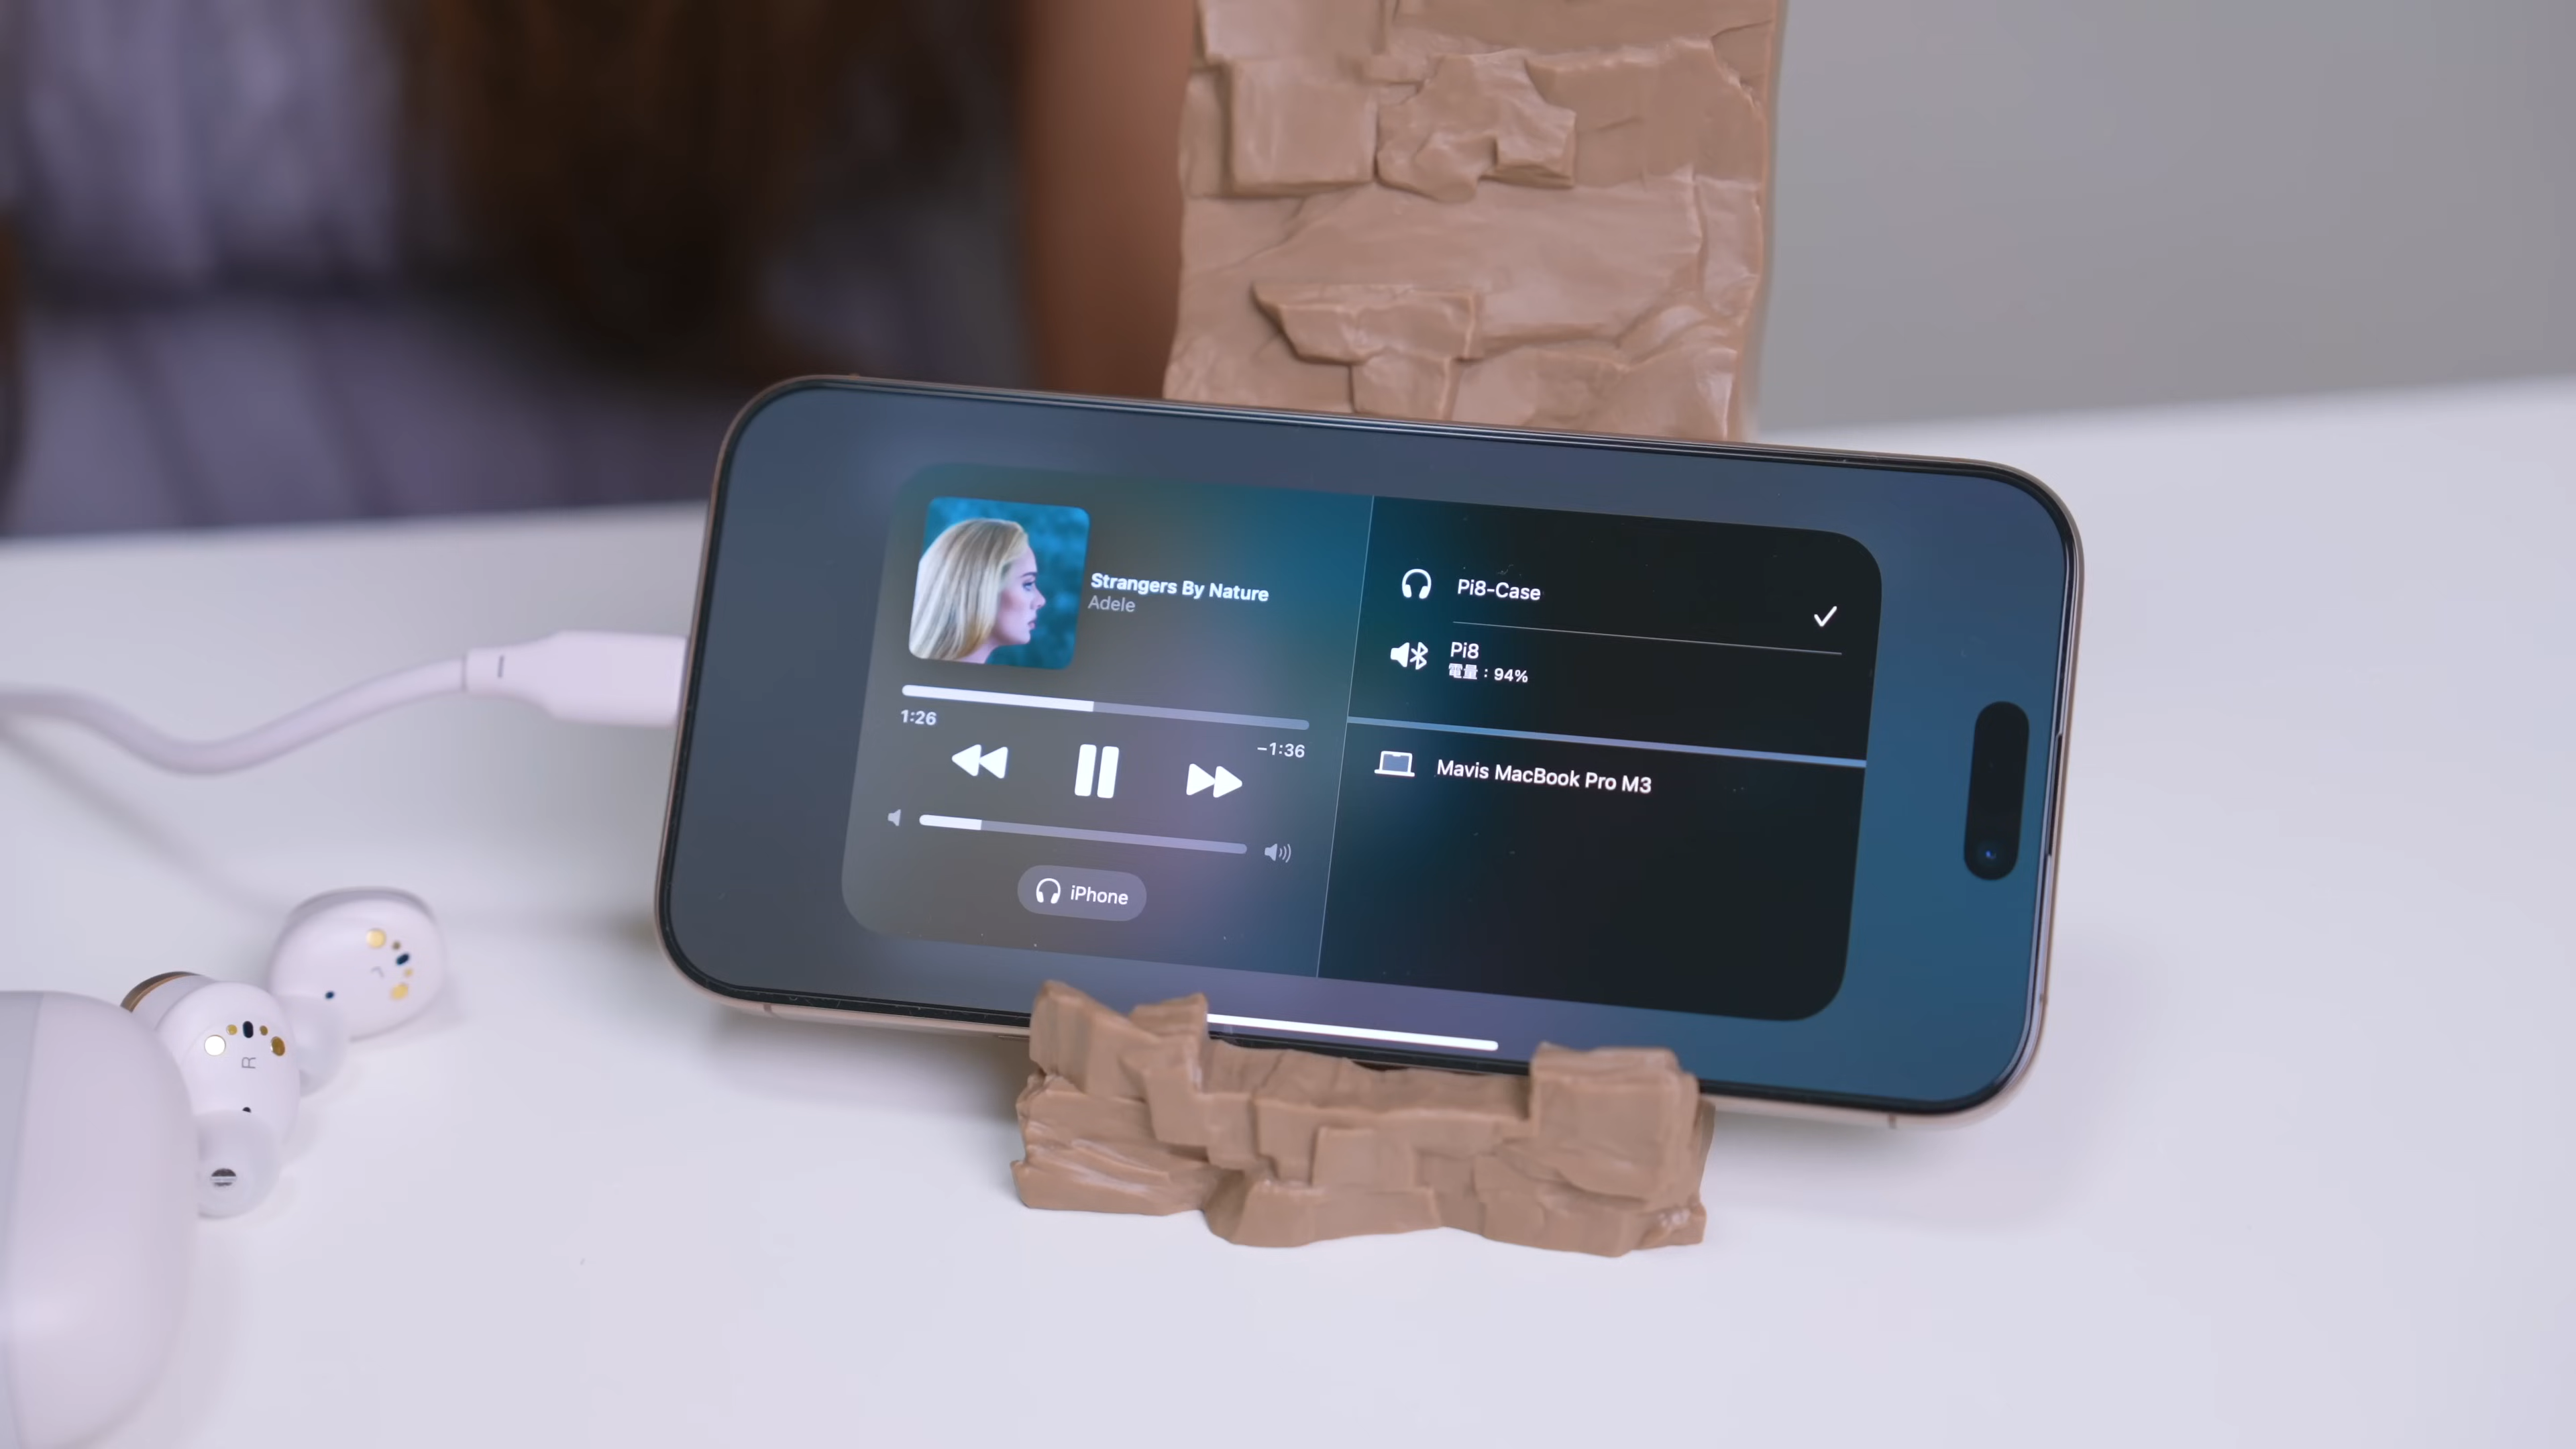 Strangers By Nature
Adele
1:26
−1:36
iPhone
Pi8-Case
Pi8
電量：94%
Mavis MacBook Pro M3
R